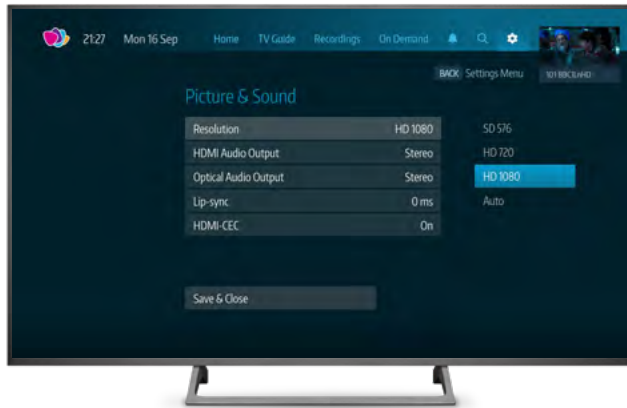 21:27 Mon 16 Sep Home TV Guide Recordings On Demand
BACK Settings Menu
Picture & Sound
Resolution HD 1080 SD 576
HDMI Audio Output Stereo HD 720
Optical Audio Output Stereo HD 1080
Lip-sync 0 ms Auto
HDMI-CEC On
Save & Close